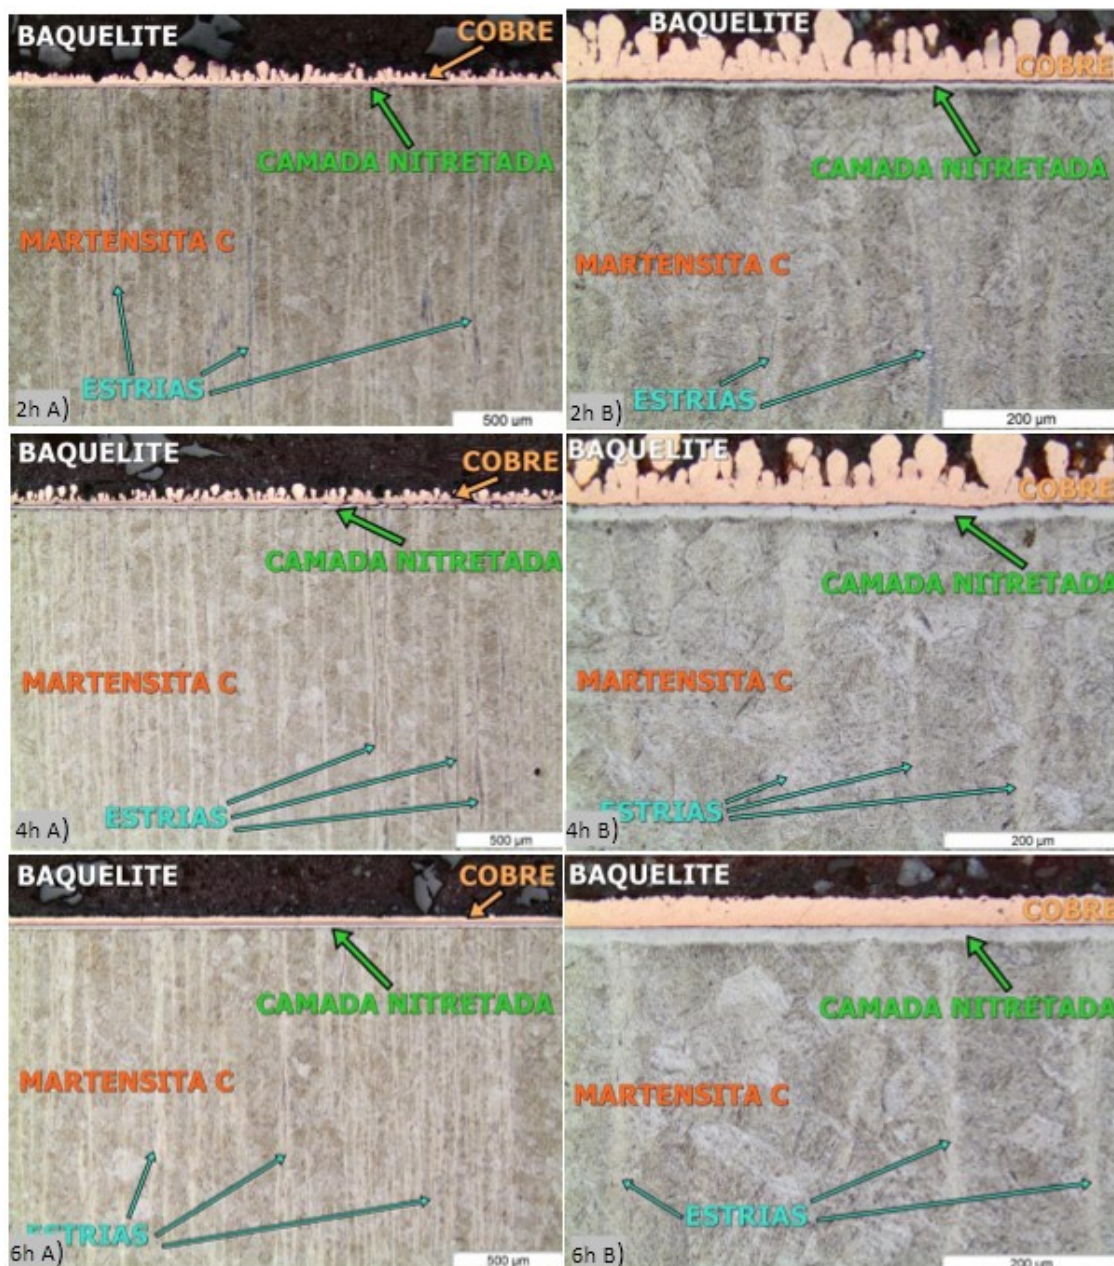 BAQUELITE
COBRE
CAMADA NITRETADA
MARTENSITA C
ESTRIAS
2h A)
500 µm
BAQUELITE
COBRE
CAMADA NITRETADA
MARTENSITA C
ESTRIAS
2h B)
200 µm
BAQUELITE
COBRE
CAMADA NITRETADA
MARTENSITA C
ESTRIAS
4h A)
500 µm
BAQUELITE
COBRE
CAMADA NITRETADA
MARTENSITA C
ESTRIAS
4h B)
200 µm
BAQUELITE
COBRE
CAMADA NITRETADA
MARTENSITA C
ESTRIAS
6h A)
500 µm
BAQUELITE
COBRE
CAMADA NITRETADA
MARTENSITA C
ESTRIAS
6h B)
200 µm